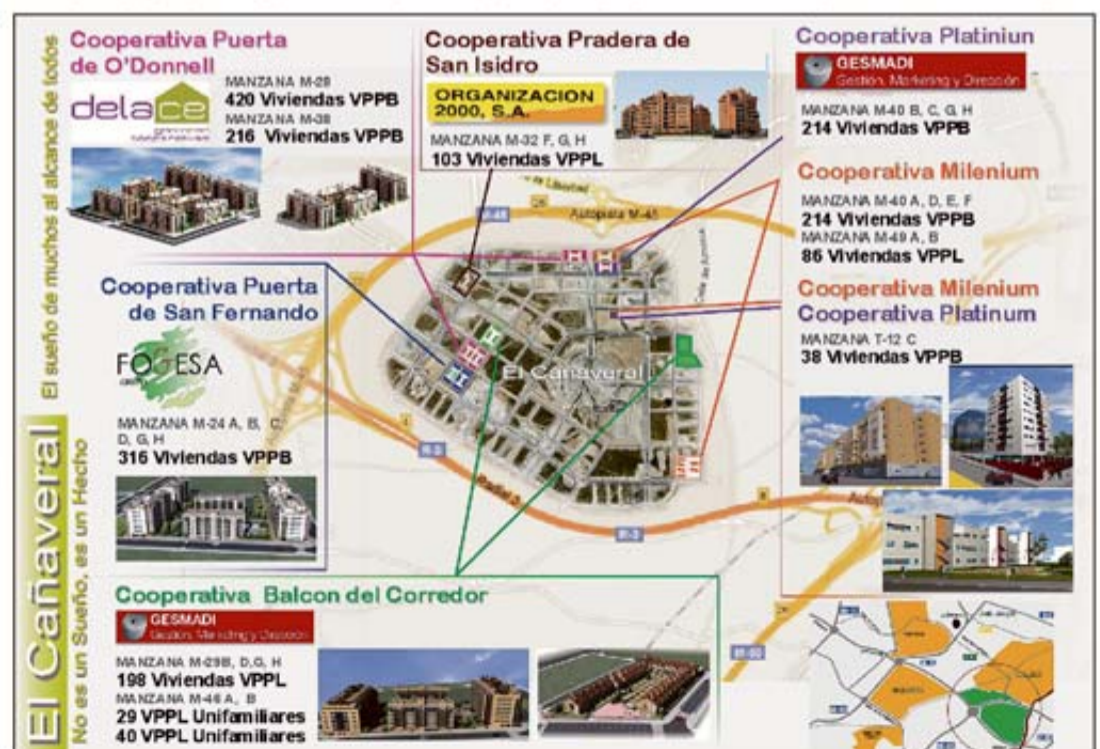 El sueño de muchos al alcance de todos
El Cañaveral
No es un Sueño, es un Hecho
Cooperativa Puerta
de O'Donnell
delace
MANZANA M-28
420 Viviendas VPPB
MANZANA M-38
216 Viviendas VPPB
Cooperativa Pradera de
San Isidro
ORGANIZACION
2000, S.A.
MANZANA M-32 F, G, H
103 Viviendas VPPL
Cooperativa Platiniun
GESMADI
Gestión, Marketing y Dirección
MANZANA M-40 B, C, G, H
214 Viviendas VPPB
Cooperativa Milenium
MANZANA M-40 A, D, E, F
214 Viviendas VPPB
MANZANA M-49 A, B
86 Viviendas VPPL
Cooperativa Milenium
Cooperativa Platinum
MANZANA T-12 C
38 Viviendas VPPB
Cooperativa Puerta
de San Fernando
FOGESA
MANZANA M-24 A, B, C,
D, G, H
316 Viviendas VPPB
Autopista M-45
M-45
El Cañaveral
R-3
Radial 3
R-3
M-50
Cooperativa Balcon del Corredor
GESMADI
Gestión, Marketing y Dirección
MANZANA M-29B, D,G, H
198 Viviendas VPPL
MANZANA M-46 A, B
29 VPPL Unifamiliares
40 VPPL Unifamiliares